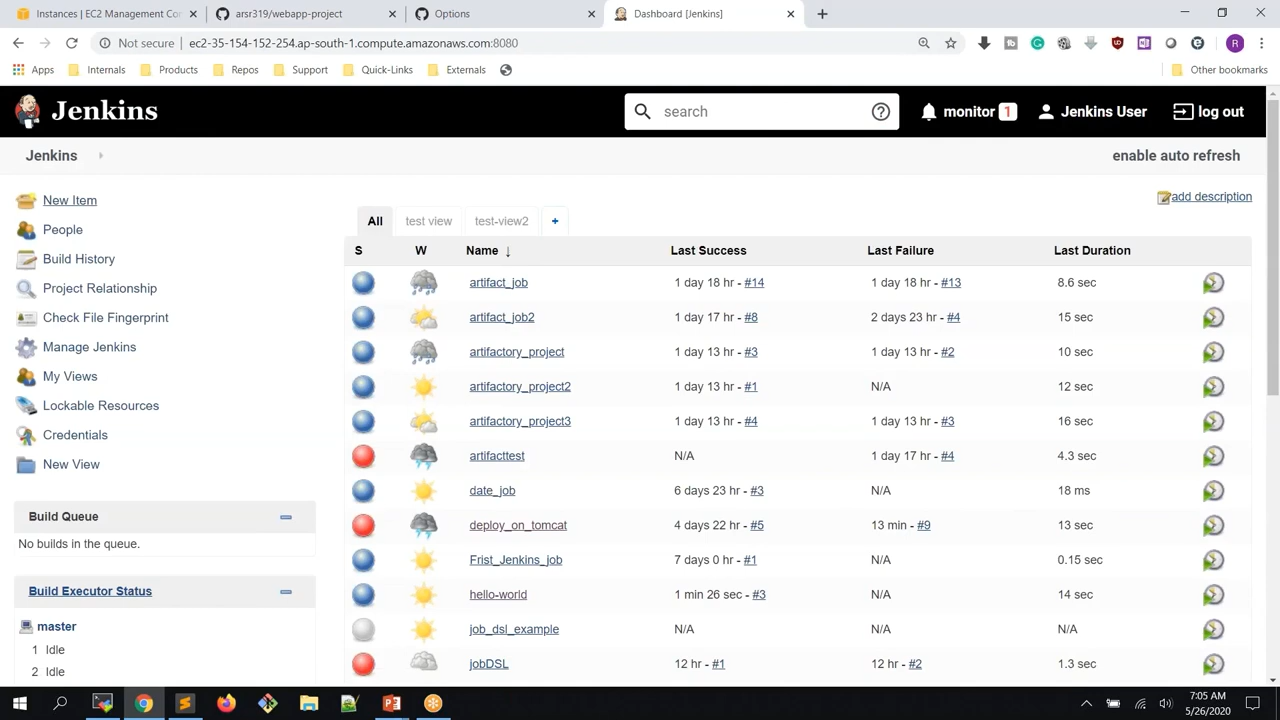 Instances | EC2 Management Co
arsr319/webapp-project
Options
Dashboard [Jenkins]
Not secure
ec2-35-154-152-254.ap-south-1.compute.amazonaws.com:8080
Apps
Internals
Products
Repos
Support
Quick-Links
Externals
Other bookmarks
Jenkins
search
monitor 1
Jenkins User
log out
Jenkins
enable auto refresh
New Item
People
Build History
Project Relationship
Check File Fingerprint
Manage Jenkins
My Views
Lockable Resources
Credentials
New View
Build Queue
No builds in the queue.
Build Executor Status
master
1 Idle
2 Idle
add description
All test view test-view2 +
S W Name ↓ Last Success Last Failure Last Duration
artifact_job 1 day 18 hr - #14 1 day 18 hr - #13 8.6 sec
artifact_job2 1 day 17 hr - #8 2 days 23 hr - #4 15 sec
artifactory_project 1 day 13 hr - #3 1 day 13 hr - #2 10 sec
artifactory_project2 1 day 13 hr - #1 N/A 12 sec
artifactory_project3 1 day 13 hr - #4 1 day 13 hr - #3 16 sec
artifacttest N/A 1 day 17 hr - #4 4.3 sec
date_job 6 days 23 hr - #3 N/A 18 ms
deploy_on_tomcat 4 days 22 hr - #5 13 min - #9 13 sec
Frist_Jenkins_job 7 days 0 hr - #1 N/A 0.15 sec
hello-world 1 min 26 sec - #3 N/A 14 sec
job_dsl_example N/A N/A N/A
jobDSL 12 hr - #1 12 hr - #2 1.3 sec
7:05 AM
5/26/2020